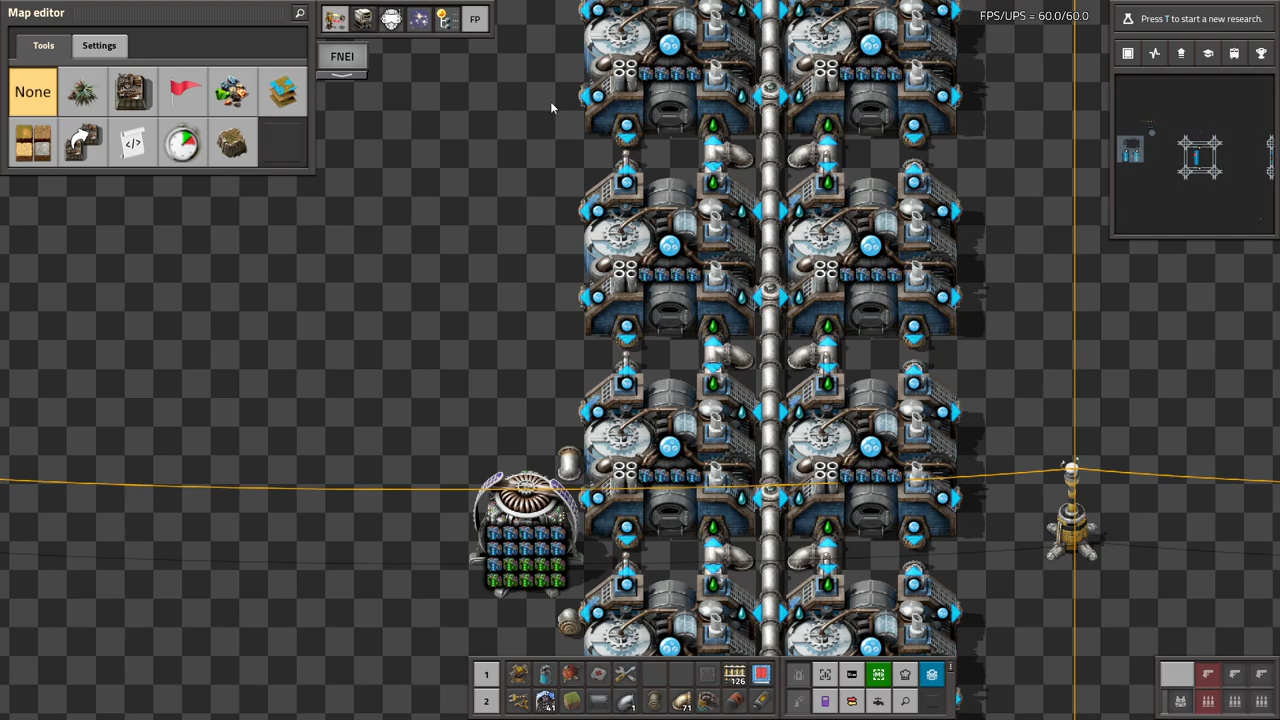 Map editor
Tools
Settings
None
</>
FP
FNEI
FPS/UPS = 60.0/60.0
Press T to start a new research.
1
126
2
41
1
71